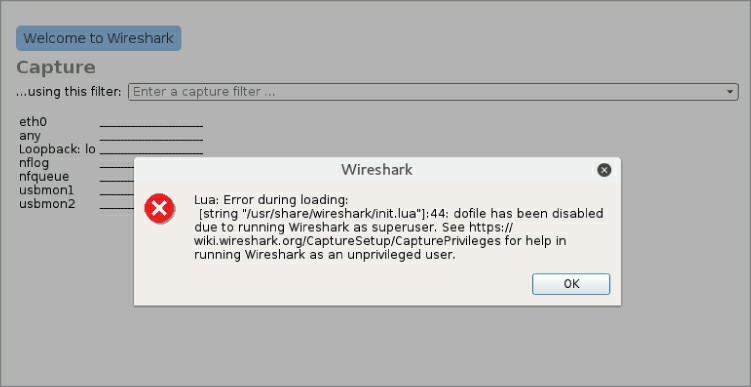 Welcome to Wireshark
Capture
...using this filter: Enter a capture filter ...
eth0
any
Loopback: lo
nflog
nfqueue
usbmon1
usbmon2
Wireshark
Lua: Error during loading:
[string "/usr/share/wireshark/init.lua"]:44: dofile has been disabled
due to running Wireshark as superuser. See https://
wiki.wireshark.org/CaptureSetup/CapturePrivileges for help in
running Wireshark as an unprivileged user.
OK